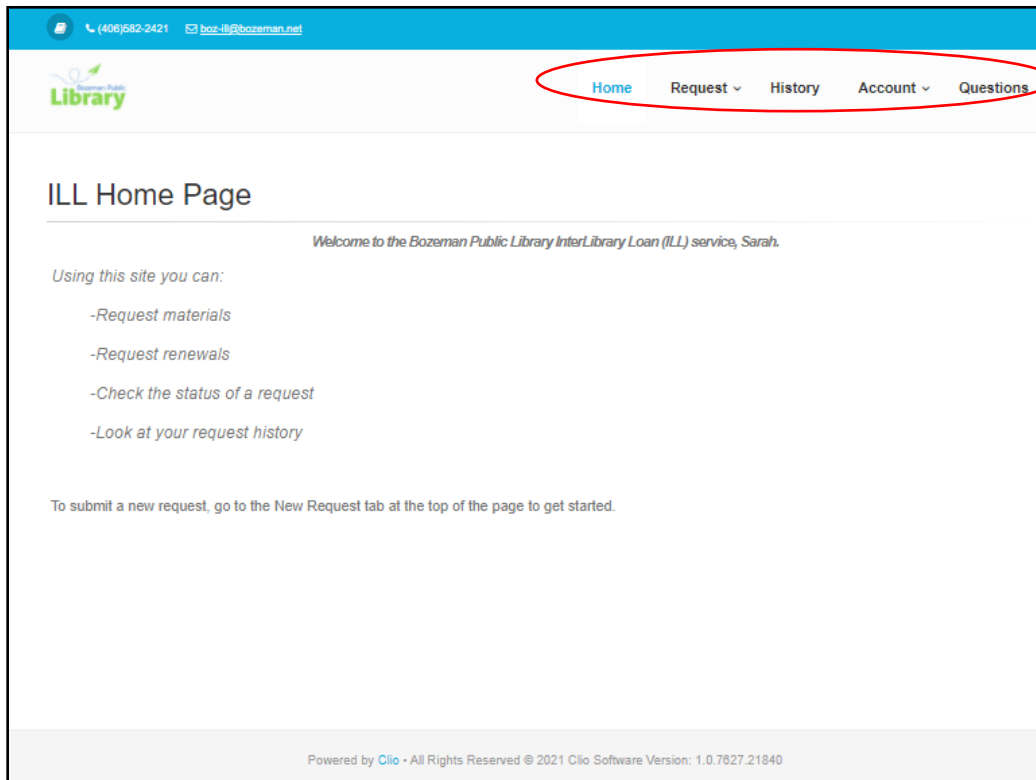 (406)582-2421 boz-ill@bozeman.net
Bozeman Public
Library
Home Request History Account Questions
ILL Home Page
Welcome to the Bozeman Public Library InterLibrary Loan (ILL) service, Sarah.
Using this site you can:
-Request materials
-Request renewals
-Check the status of a request
-Look at your request history
To submit a new request, go to the New Request tab at the top of the page to get started.
Powered by Clio • All Rights Reserved © 2021 Clio Software Version: 1.0.7627.21840